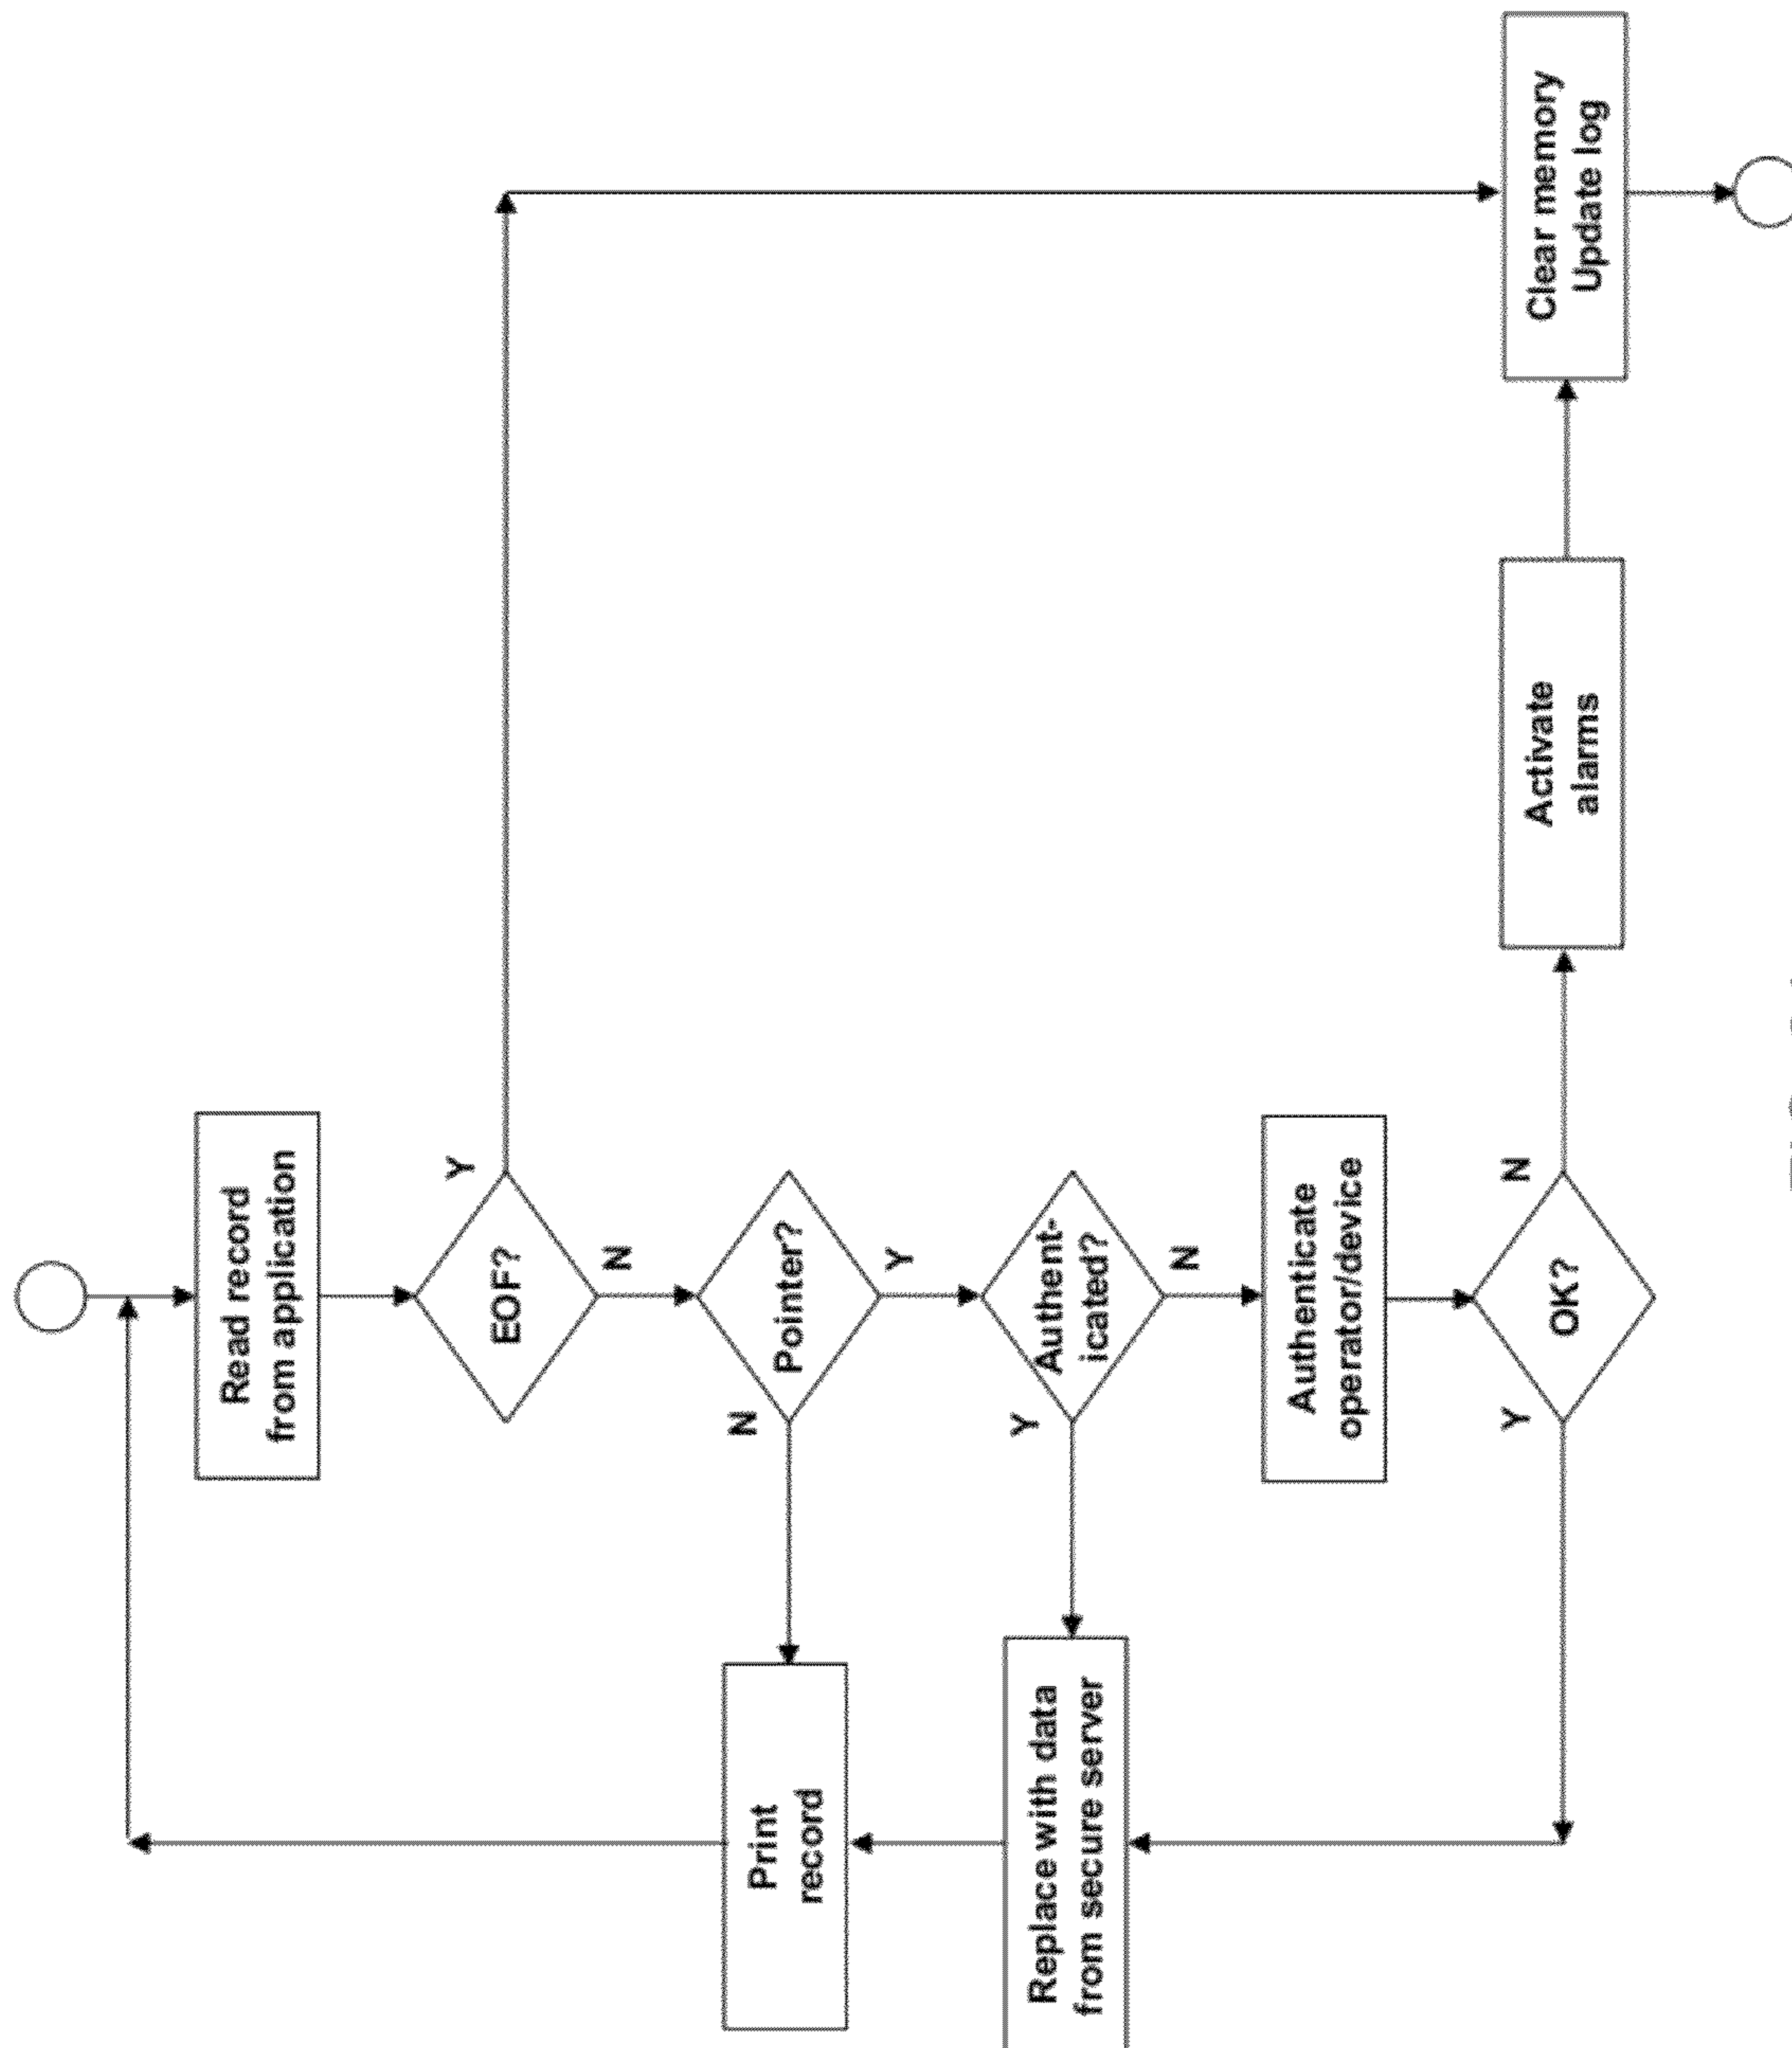 Read record
from application
EOF?
Y
N
Pointer?
N
Y
Authent-
icated?
Y
N
Print
record
Replace with data
from secure server
Authenticate
operator/device
OK?
Y
N
Activate
alarms
Clear memory
Update log